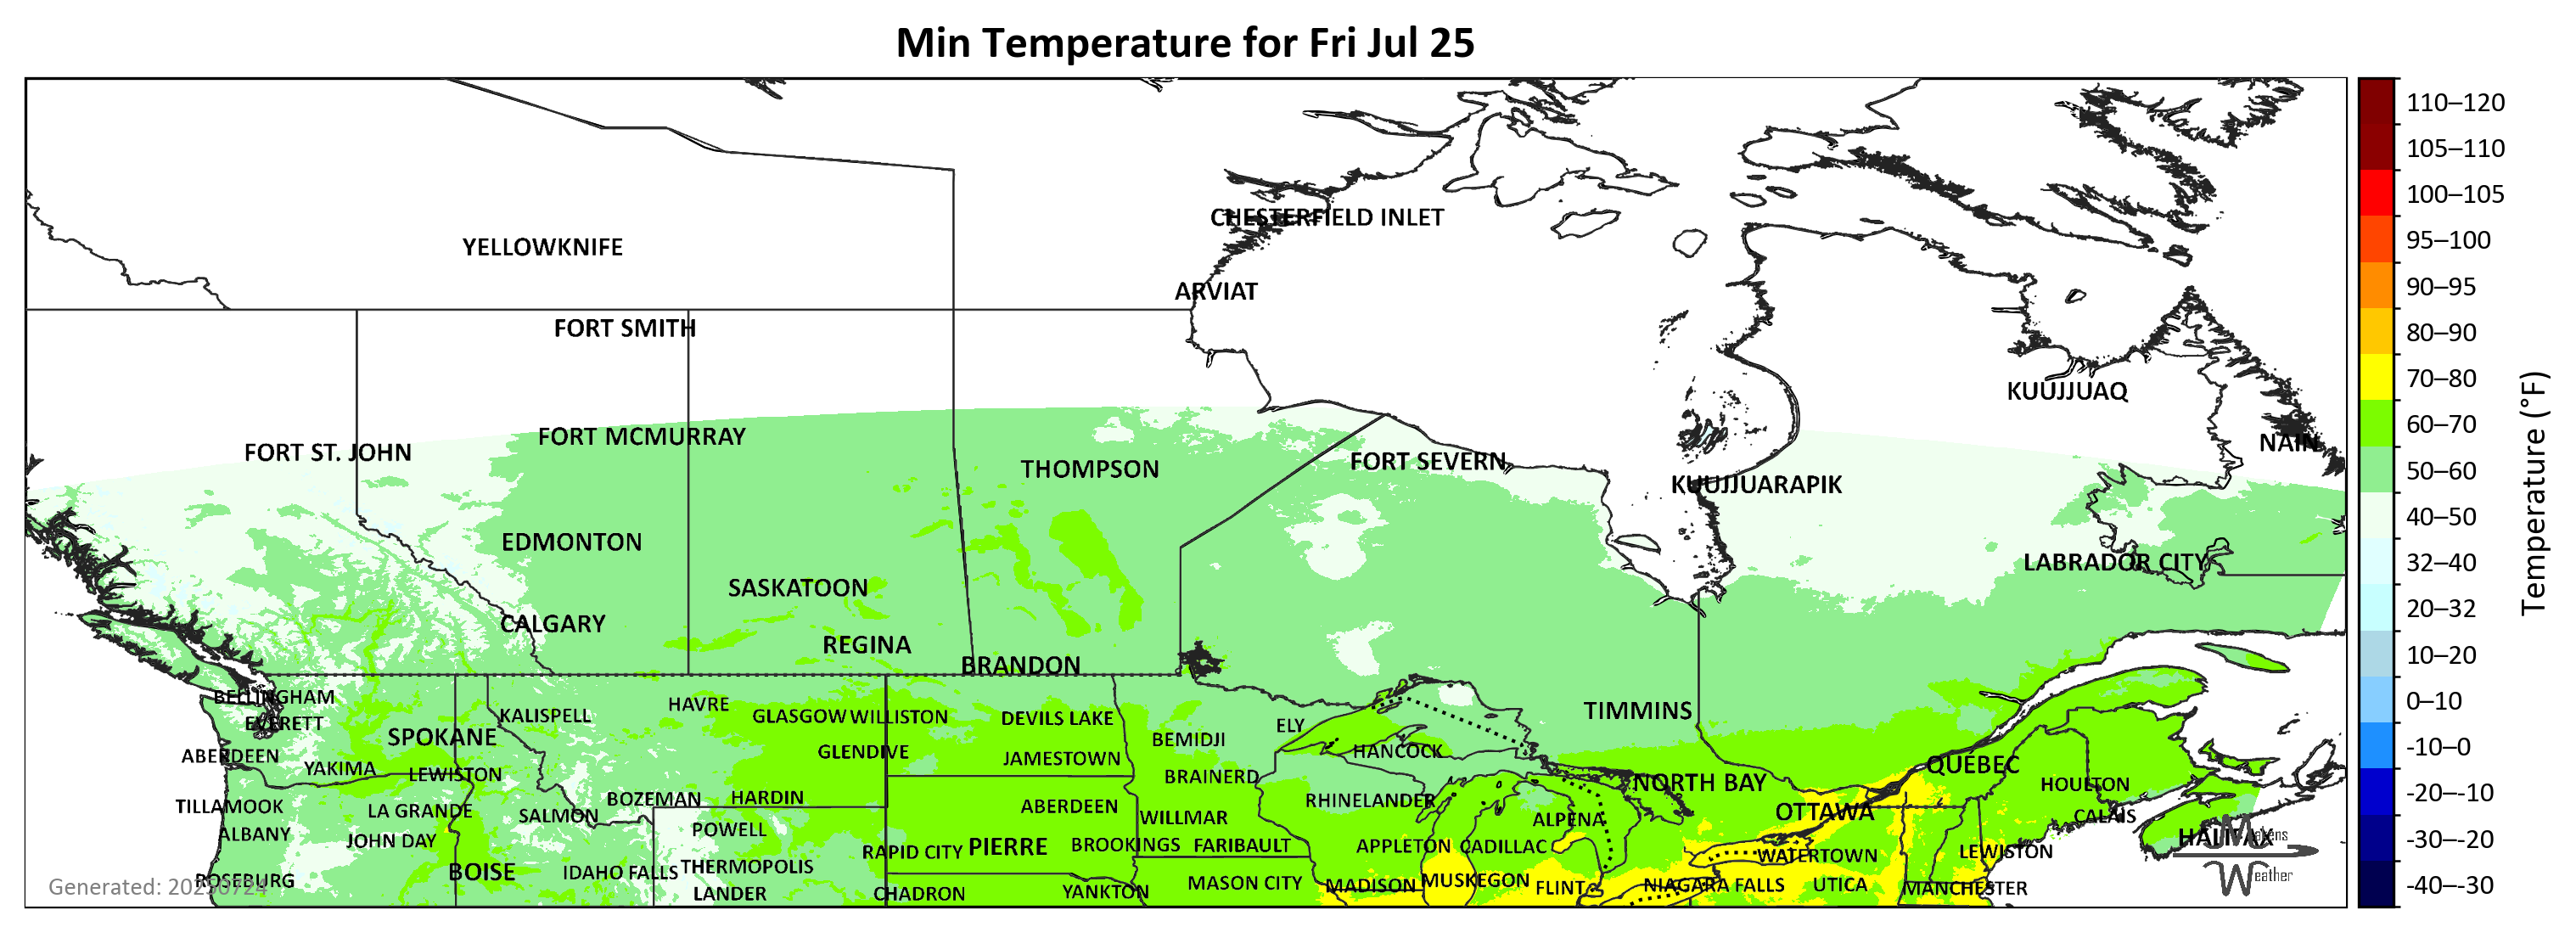 Min Temperature for Fri Jul 25
110–120
105–110
CHESTERFIELD INLET
100–105
YELLOWKNIFE
95–100
ARVIAT
90–95
FORT SMITH
80–90
70–80
KUUJJUAQ
60–70
FORT MCMURRAY
NAIN
FORT ST. JOHN
FORT SEVERN
THOMPSON
50–60
KUUJJUARAPIK
40–50
EDMONTON
LABRADOR CITY
32–40
Temperature (°F)
SASKATOON
20–32
CALGARY
REGINA
10–20
BRANDON
BELLINGHAM
0–10
HAVRE
TIMMINS
KALISPELL
GLASGOW WILLISTON
DEVILS LAKE
EVERETT
ELY
SPOKANE
BEMIDJI
-10–0
GLENDIVE
HANCOCK
ABERDEEN
JAMESTOWN
QUEBEC
YAKIMA
LEWISTON
BRAINERD
NORTH BAY
HOULTON
-20–-10
BOZEMAN
HARDIN
RHINELANDER
TILLAMOOK
LA GRANDE
SALMON
ABERDEEN
WILLMAR
ALPENA
OTTAWA
CALAIS
ALBANY
POWELL
HALIFAX
Makens
Weather
-30–-20
JOHN DAY
RAPID CITY
PIERRE
BROOKINGS
FARIBAULT
APPLETON
CADILLAC
WATERTOWN
LEWISTON
BOISE
IDAHO FALLS
THERMOPOLIS
ROSEBURG
Generated: 20250724
LANDER
CHADRON
YANKTON
MASON CITY
MADISON
MUSKEGON
FLINT
NIAGARA FALLS
UTICA
MANCHESTER
-40–-30